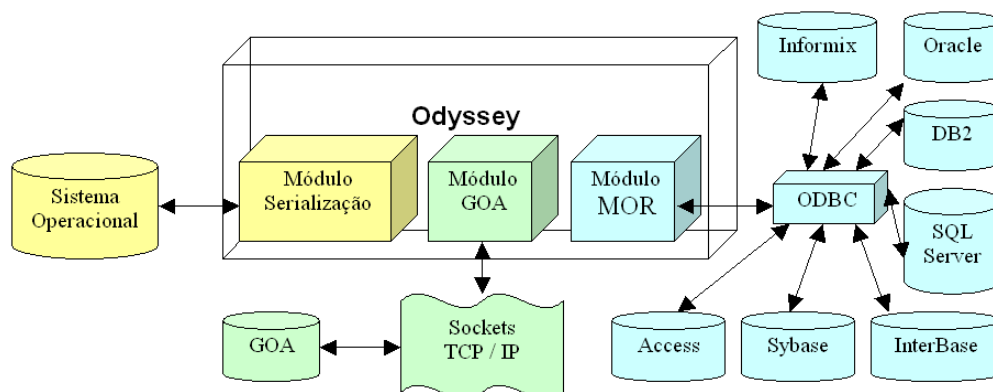 Informix
Oracle
Odyssey
DB2
Sistema
Operacional
Módulo
Serialização
Módulo
GOA
Módulo
MOR
ODBC
SQL
Server
GOA
Sockets
TCP / IP
Access
Sybase
InterBase